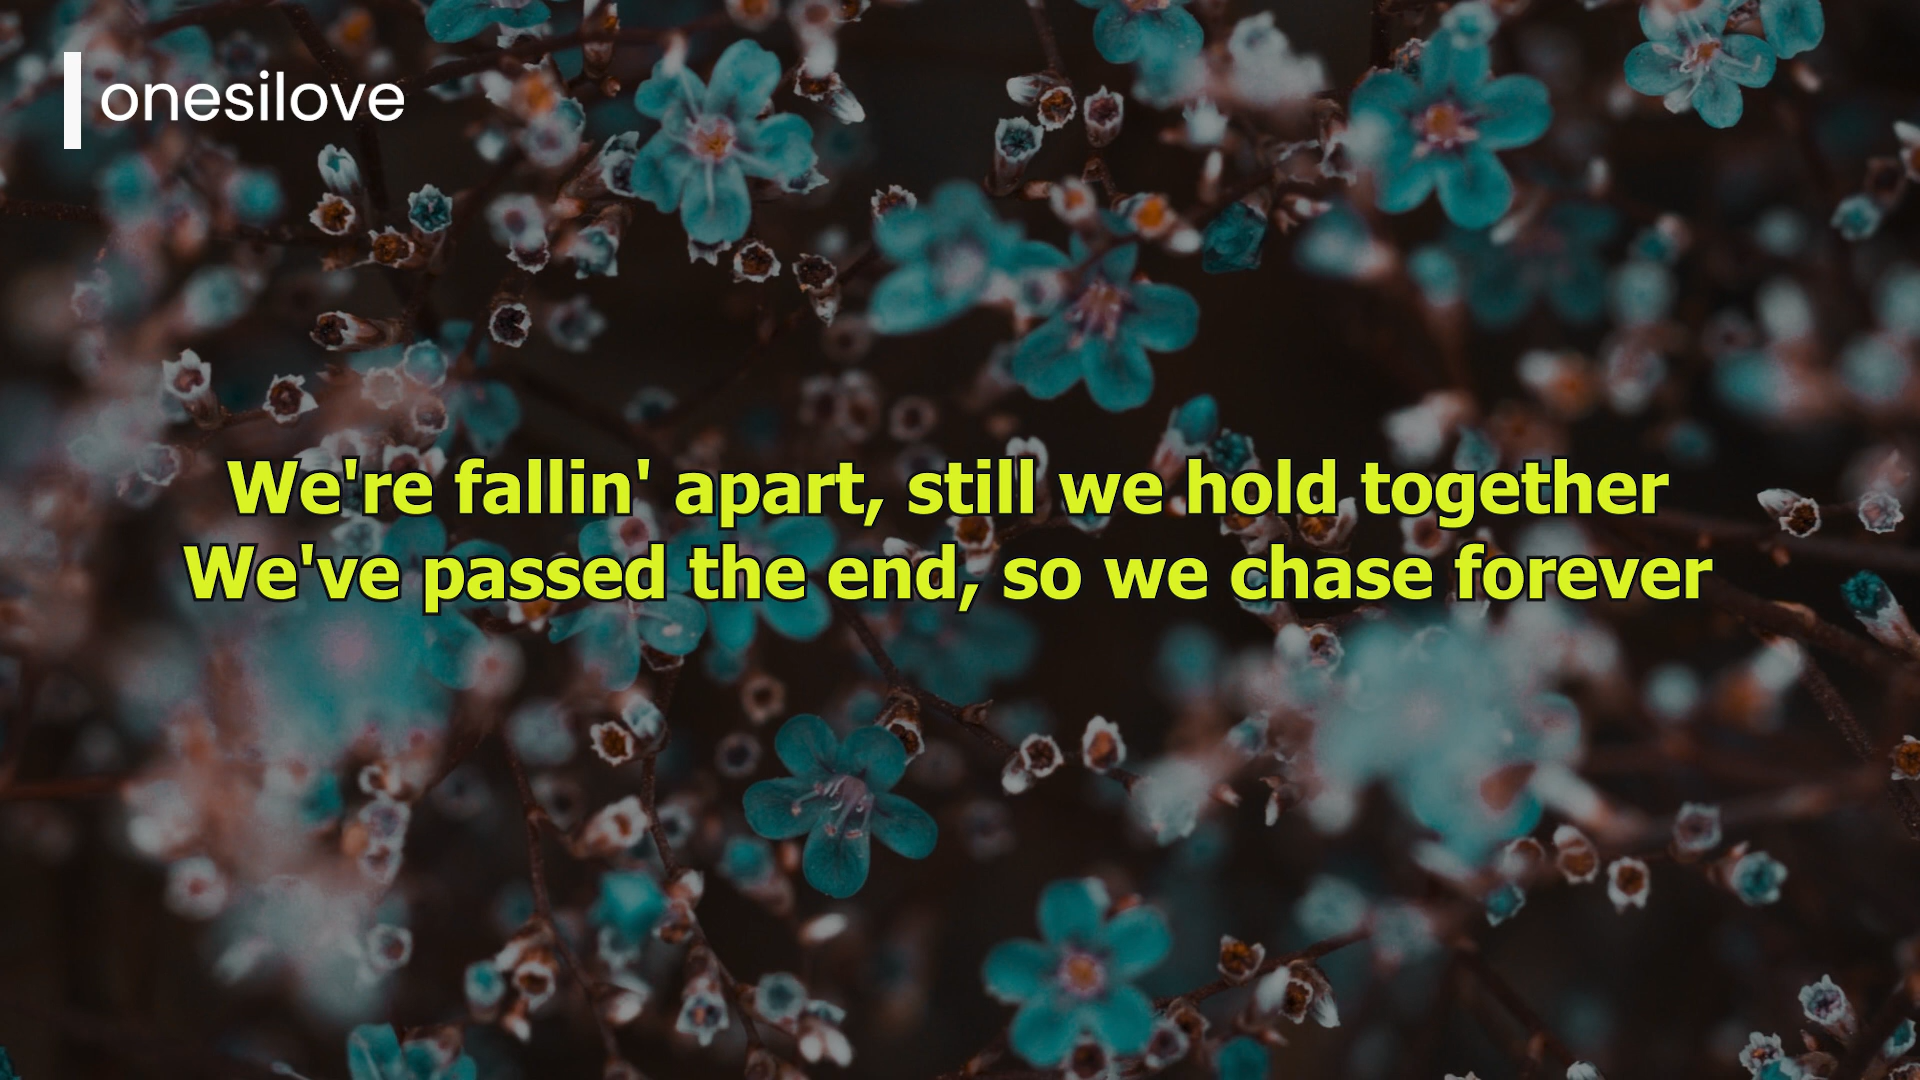 onesilove
We're fallin' apart, still we hold together
We've passed the end, so we chase forever